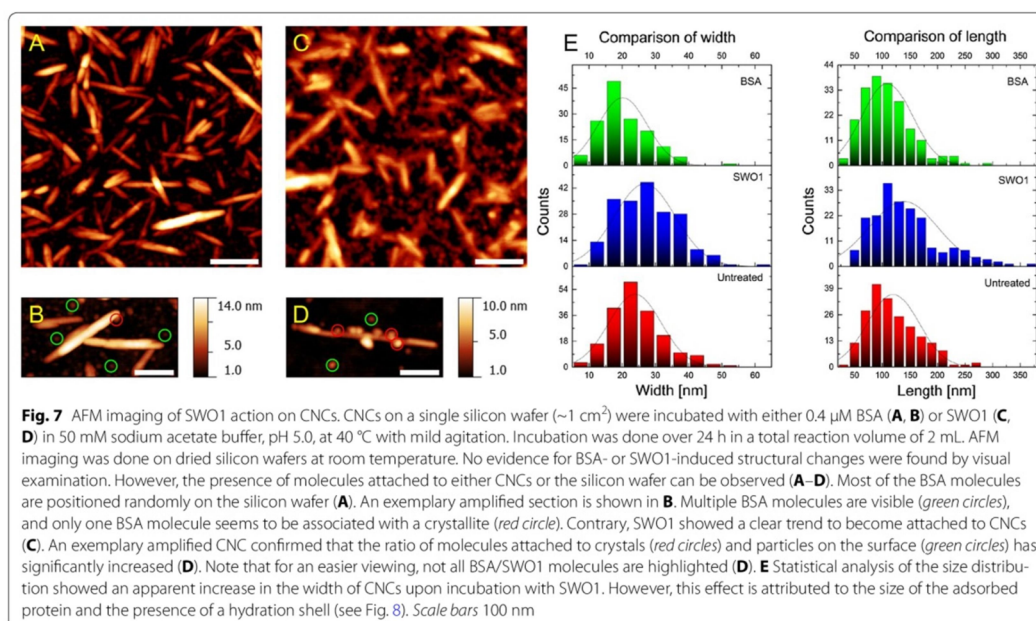 A
C
E
Comparison of width
Comparison of length
10 20 30 40 50 60
50 100 150 200 250 300 350
BSA
BSA
56
42
28
14
0
44
33
22
11
0
SWO1
SWO1
Counts
Counts
42
28
14
0
33
22
11
0
Untreated
Untreated
54
36
18
0
39
26
13
0
10 20 30 40 50 60
50 100 150 200 250 300 350
Width [nm]
Length [nm]
B
14.0 nm
5.0
1.0
D
10.0 nm
5.0
1.0
Fig. 7 AFM imaging of SWO1 action on CNCs. CNCs on a single silicon wafer (~1 cm²) were incubated with either 0.4 µM BSA (A, B) or SWO1 (C,
D) in 50 mM sodium acetate buffer, pH 5.0, at 40 °C with mild agitation. Incubation was done over 24 h in a total reaction volume of 2 mL. AFM
imaging was done on dried silicon wafers at room temperature. No evidence for BSA- or SWO1-induced structural changes were found by visual
examination. However, the presence of molecules attached to either CNCs or the silicon wafer can be observed (A–D). Most of the BSA molecules
are positioned randomly on the silicon wafer (A). An exemplary amplified section is shown in B. Multiple BSA molecules are visible (green circles),
and only one BSA molecule seems to be associated with a crystallite (red circle). Contrary, SWO1 showed a clear trend to become attached to CNCs
(C). An exemplary amplified CNC confirmed that the ratio of molecules attached to crystals (red circles) and particles on the surface (green circles) has
significantly increased (D). Note that for an easier viewing, not all BSA/SWO1 molecules are highlighted (D). E Statistical analysis of the size distribu-
tion showed an apparent increase in the width of CNCs upon incubation with SWO1. However, this effect is attributed to the size of the adsorbed
protein and the presence of a hydration shell (see Fig. 8). Scale bars 100 nm